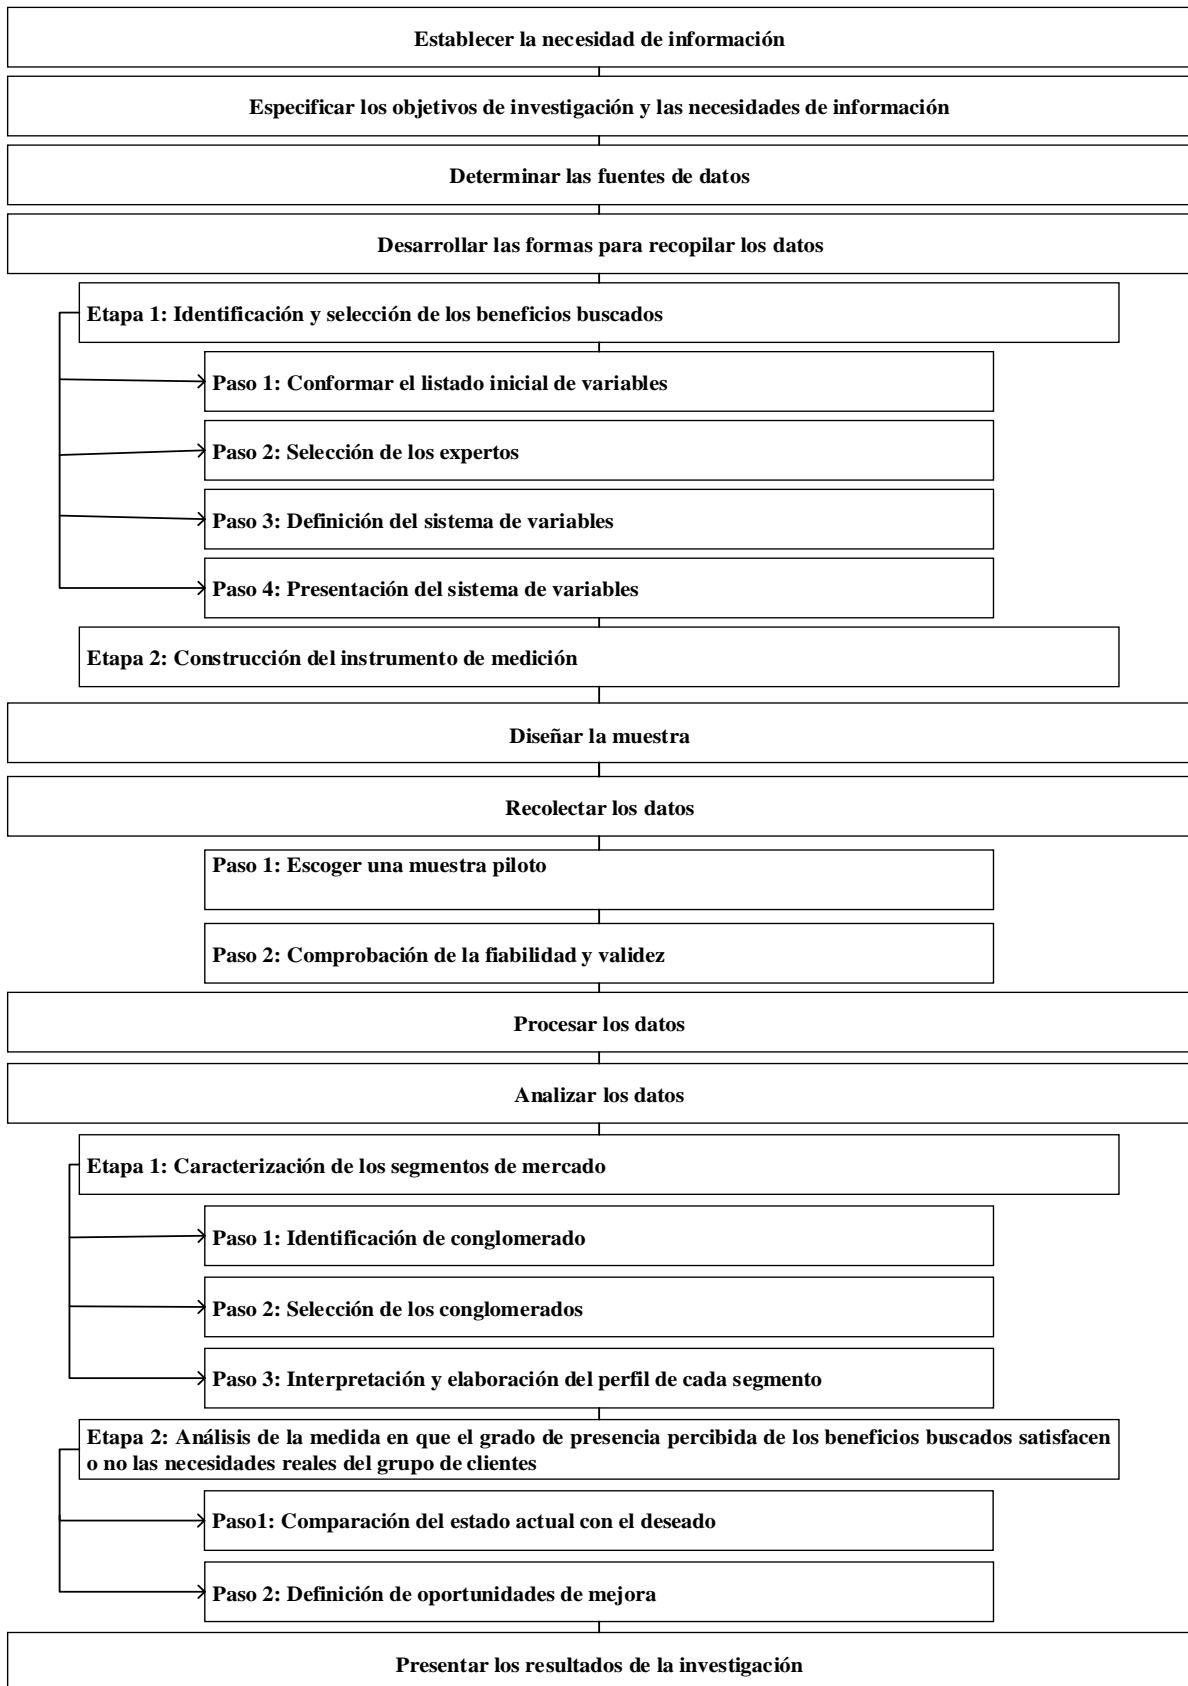 Establecer la necesidad de información
Especificar los objetivos de investigación y las necesidades de información
Determinar las fuentes de datos
Desarrollar las formas para recopilar los datos
Etapa 1: Identificación y selección de los beneficios buscados
Paso 1: Conformar el listado inicial de variables
Paso 2: Selección de los expertos
Paso 3: Definición del sistema de variables
Paso 4: Presentación del sistema de variables
Etapa 2: Construcción del instrumento de medición
Diseñar la muestra
Recolectar los datos
Paso 1: Escoger una muestra piloto
Paso 2: Comprobación de la fiabilidad y validez
Procesar los datos
Analizar los datos
Etapa 1: Caracterización de los segmentos de mercado
Paso 1: Identificación de conglomerado
Paso 2: Selección de los conglomerados
Paso 3: Interpretación y elaboración del perfil de cada segmento
Etapa 2: Análisis de la medida en que el grado de presencia percibida de los beneficios buscados satisfacen
o no las necesidades reales del grupo de clientes
Paso1: Comparación del estado actual con el deseado
Paso 2: Definición de oportunidades de mejora
Presentar los resultados de la investigación